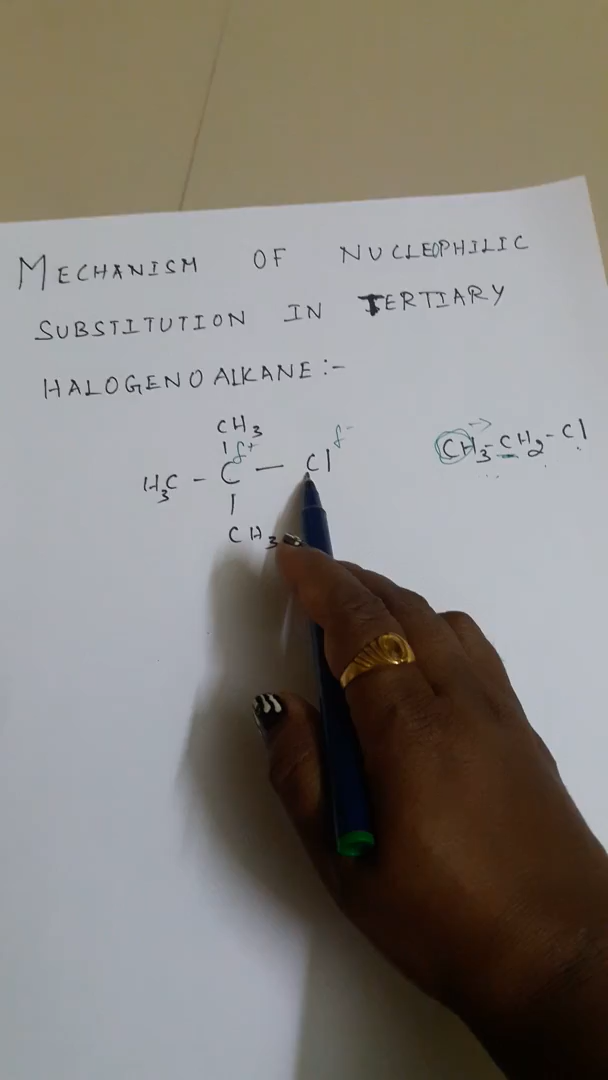 MECHANISM OF NUCLEOPHILIC
SUBSTITUTION IN TERTIARY
HALOGENOALKANE:-
CH3
δ+ δ-
H3C - C - Cl
CH3
CH3-CH2-Cl